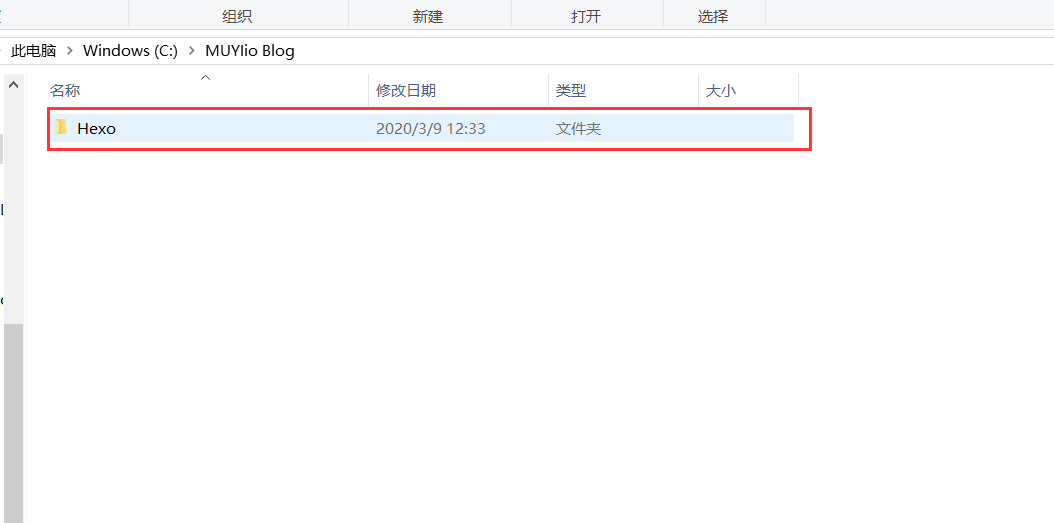 组织 新建 打开 选择
此电脑 > Windows (C:) > MUYIio Blog
名称 修改日期 类型 大小
Hexo 2020/3/9 12:33 文件夹